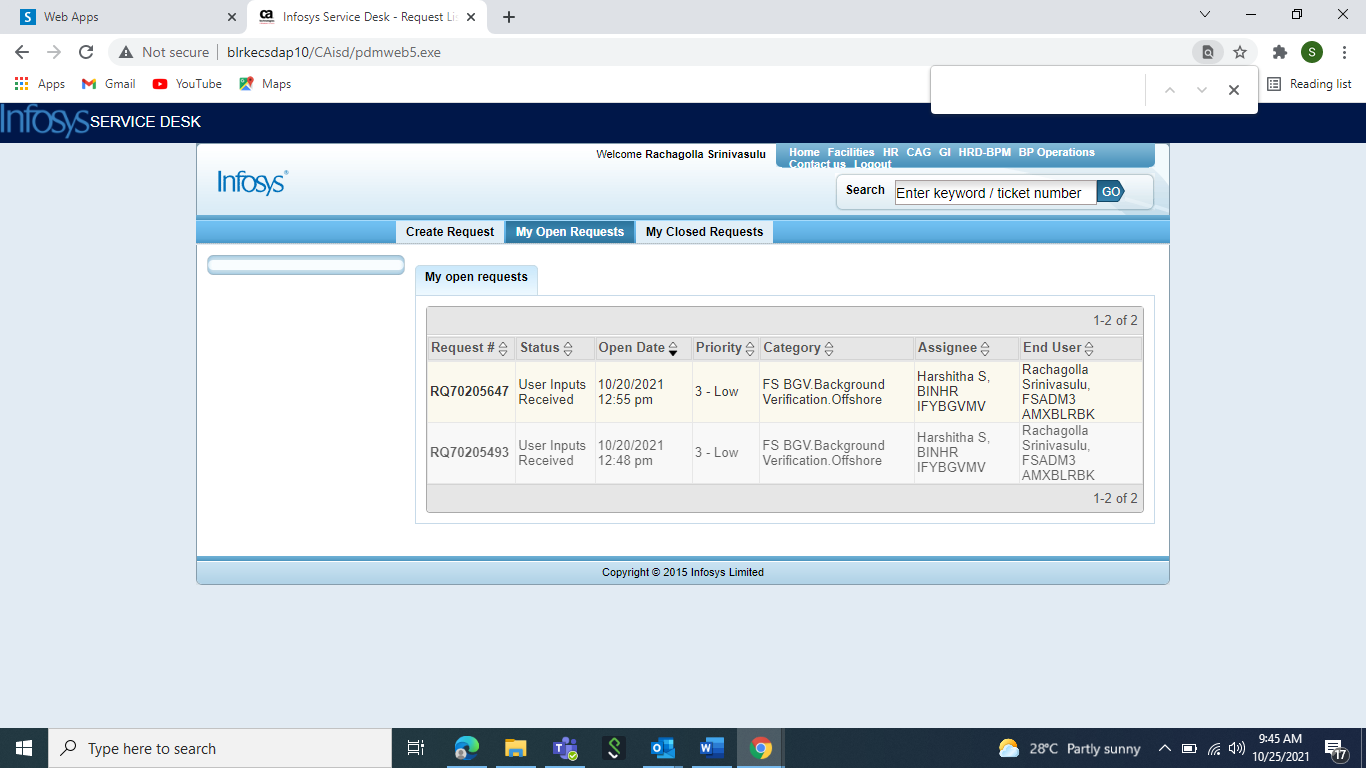 Web Apps
Infosys Service Desk - Request Li
Not secure blrkecsdap10/CAisd/pdmweb5.exe
S
Apps Gmail YouTube Maps Reading list
Infosys SERVICE DESK
Welcome Rachagolla Srinivasulu
Home Facilities HR CAG GI HRD-BPM BP Operations
Contact us Logout
Infosys®
Search Enter keyword / ticket number GO
Create Request My Open Requests My Closed Requests
My open requests
1-2 of 2
Request # Status Open Date Priority Category Assignee End User
RQ70205647 User Inputs Received 10/20/2021 12:55 pm 3 - Low FS BGV.Background Verification.Offshore Harshitha S, BINHR IFYBGVMV Rachagolla Srinivasulu, FSADM3 AMXBLRBK
RQ70205493 User Inputs Received 10/20/2021 12:48 pm 3 - Low FS BGV.Background Verification.Offshore Harshitha S, BINHR IFYBGVMV Rachagolla Srinivasulu, FSADM3 AMXBLRBK
1-2 of 2
Copyright © 2015 Infosys Limited
Type here to search
28°C Partly sunny
9:45 AM
10/25/2021
17